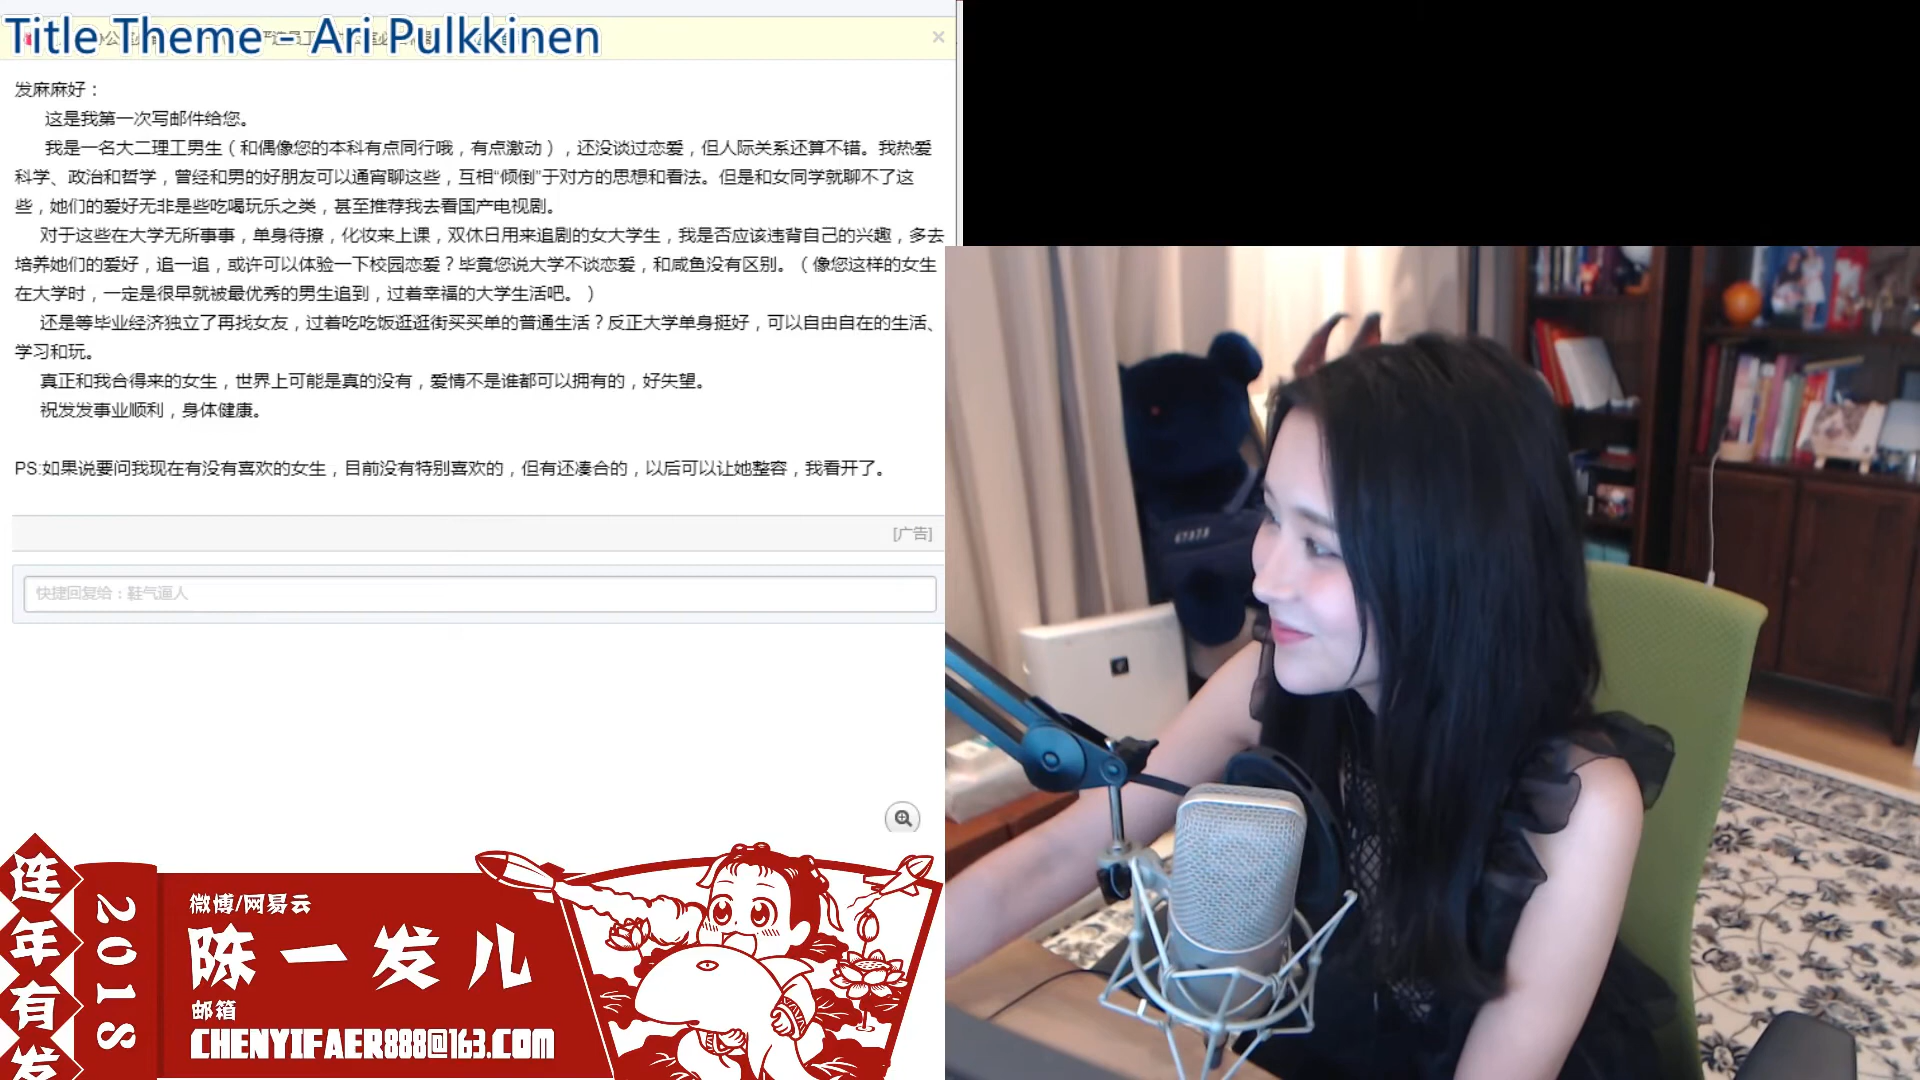 Title Theme - Ari Pulkkinen
发麻麻好：
这是我第一次写邮件给您。
我是一名大二理工男生（和偶像您的本科有点同行哦，有点激动），还没谈过恋爱，但人际关系还算不错。我热爱
科学、政治和哲学，曾经和男的好朋友可以通宵聊这些，互相“倾倒”于对方的思想和看法。但是和女同学就聊不了这
些，她们的爱好无非是些吃喝玩乐之类，甚至推荐我去看国产电视剧。
对于这些在大学无所事事，单身待撩，化妆来上课，双休日用来追剧的女大学生，我是否应该违背自己的兴趣，多去
培养她们的爱好，追一追，或许可以体验一下校园恋爱？毕竟您说大学不谈恋爱，和咸鱼没有区别。（像您这样的女生
在大学时，一定是很早就被最优秀的男生追到，过着幸福的大学生活吧。）
还是等毕业经济独立了再找女友，过着吃吃饭逛逛街买买单的普通生活？反正大学单身挺好，可以自由自在的生活、
学习和玩。
真正和我合得来的女生，世界上可能是真的没有，爱情不是谁都可以拥有的，好失望。
祝发发事业顺利，身体健康。
PS:如果说要问我现在有没有喜欢的女生，目前没有特别喜欢的，但有还凑合的，以后可以让她整容，我看开了。
[广告]
快捷回复给：鞋气逼人
连年有发
2018
微博/网易云
陈一发儿
邮箱
CHENYIFAER888@163.COM